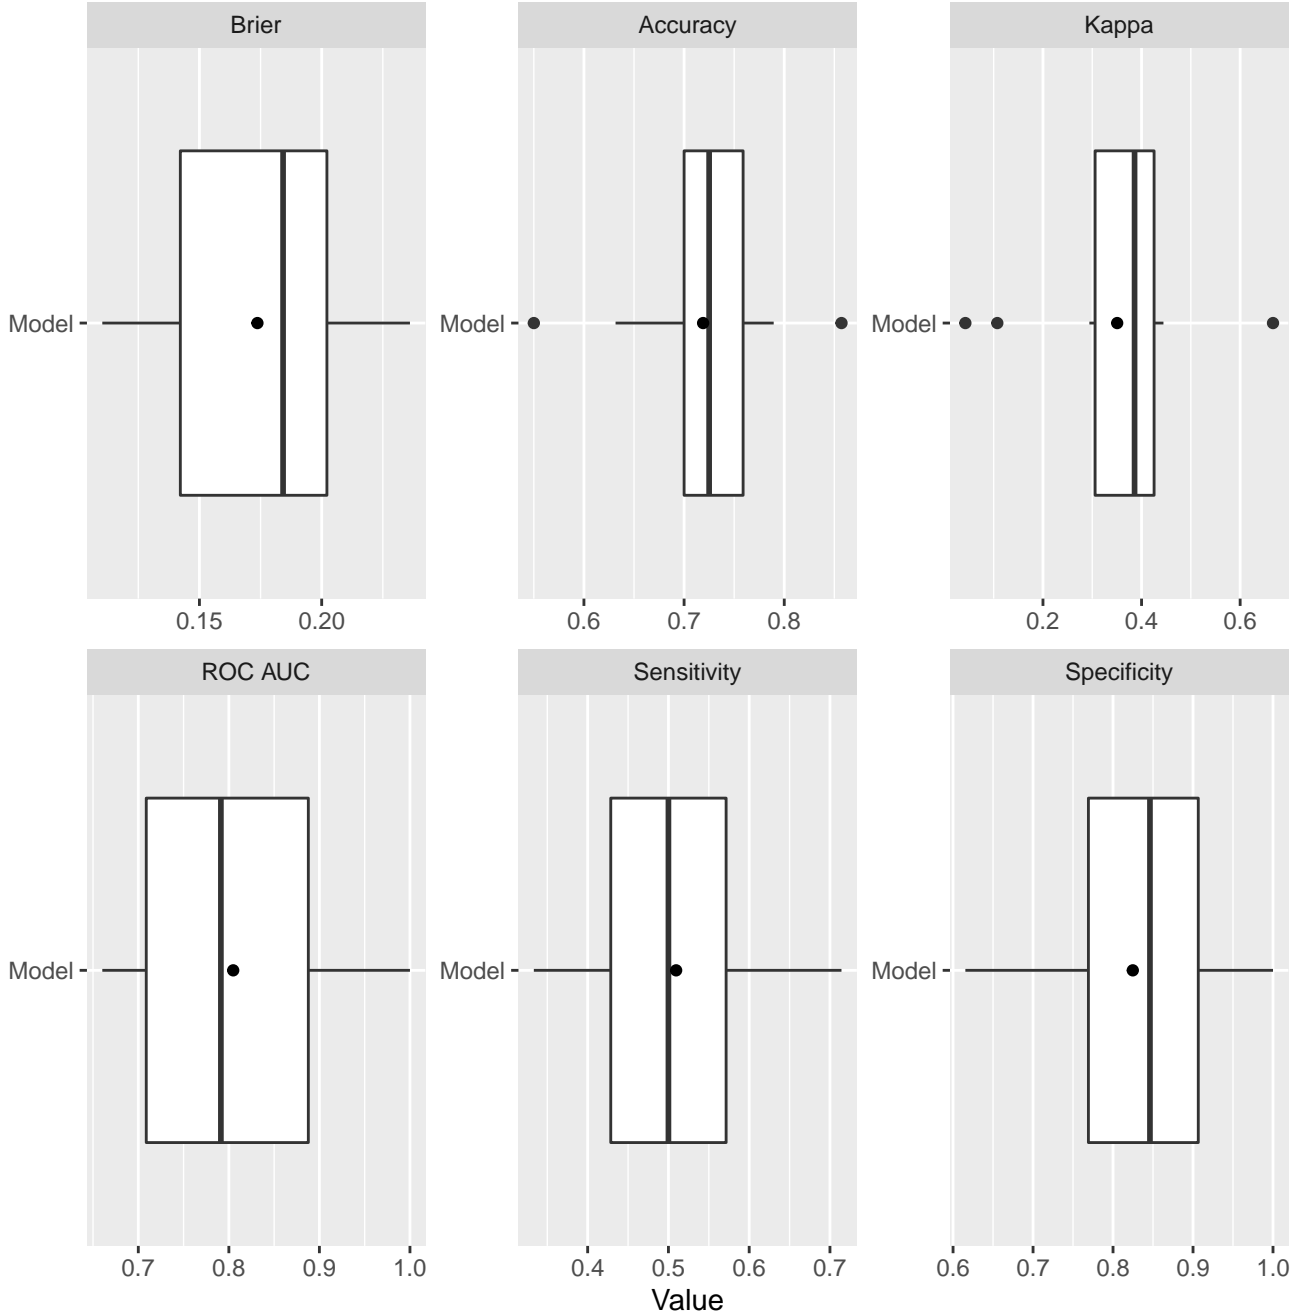 Brier Accuracy Kappa
Model Model Model
0.15 0.20 0.6 0.7 0.8 0.2 0.4 0.6
ROC AUC Sensitivity Specificity
Model Model Model
0.7 0.8 0.9 1.0 0.4 0.5 0.6 0.7 0.6 0.7 0.8 0.9 1.0
Value